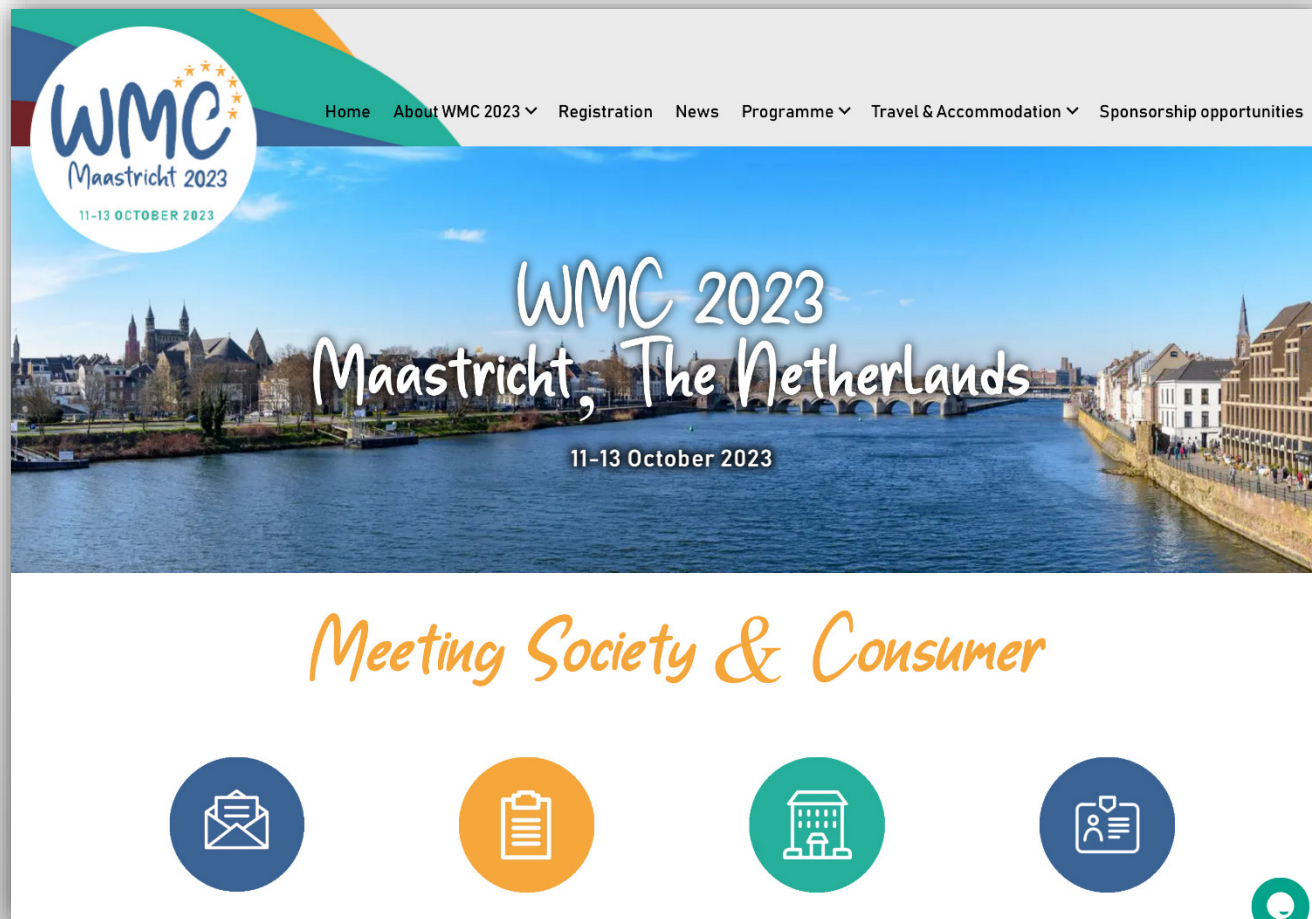 WMC
Maastricht 2023
11-13 OCTOBER 2023
Home About WMC 2023 Registration News Programme Travel & Accommodation Sponsorship opportunities
WMC 2023
Maastricht, The Netherlands
11-13 October 2023
Meeting Society & Consumer